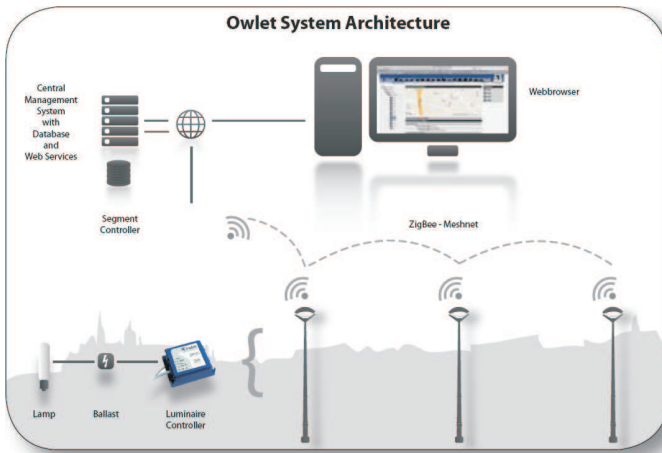 Owlet System Architecture
Central
Management
System
with
Database
and
Web Services
Webbrowser
Segment
Controller
ZigBee - Meshnet
Lamp
Ballast
Luminaire
Controller